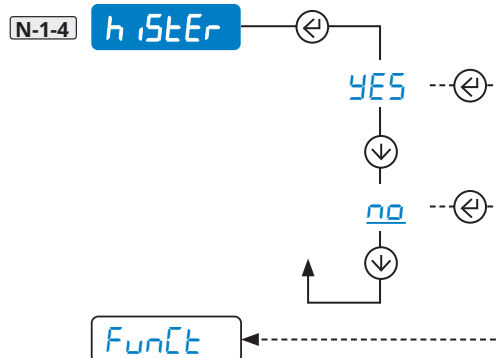 N-1-4 hiStEr
YES
no
FunCt